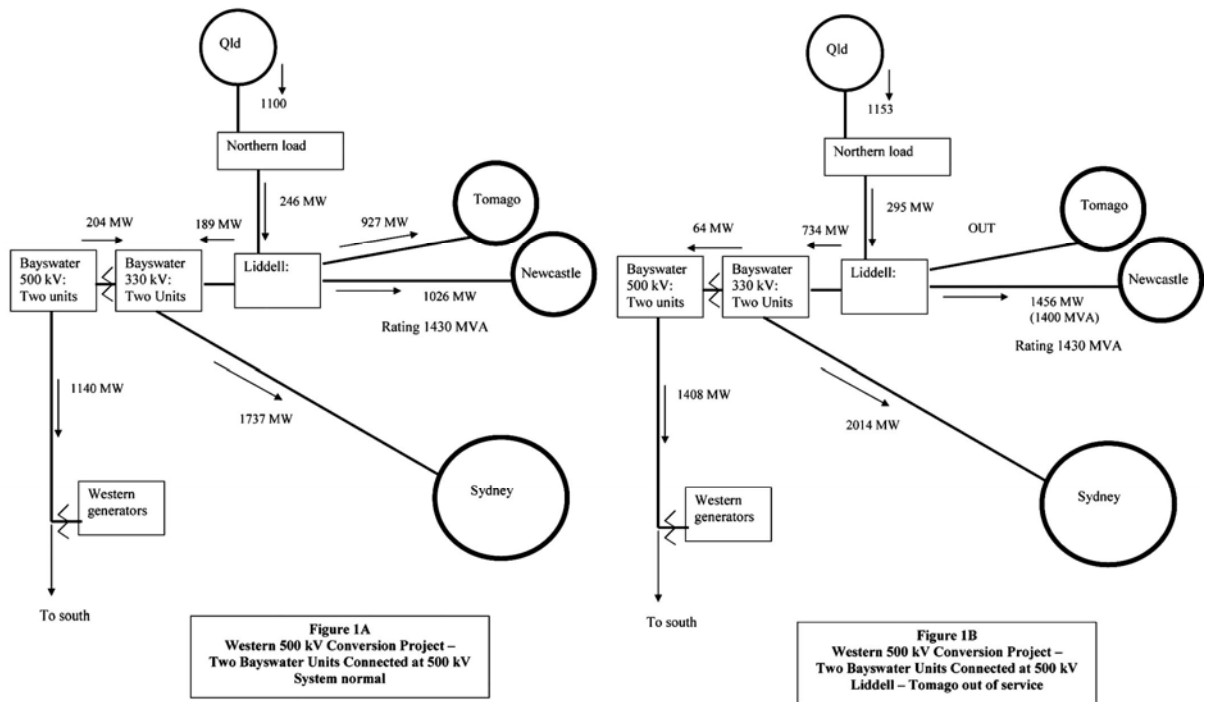 Qld
1100
Northern load
246 MW
927 MW
Tomago
204 MW
189 MW
Bayswater
500 kV:
Two units
Bayswater
330 kV:
Two Units
Liddell:
Newcastle
1026 MW
Rating 1430 MVA
1140 MW
1737 MW
Sydney
Western
generators
To south
Figure 1A
Western 500 kV Conversion Project –
Two Bayswater Units Connected at 500 kV
System normal
Qld
1153
Northern load
295 MW
OUT
Tomago
64 MW
734 MW
Bayswater
500 kV:
Two units
Bayswater
330 kV:
Two Units
Liddell:
Newcastle
1456 MW
(1400 MVA)
Rating 1430 MVA
1408 MW
2014 MW
Sydney
Western
generators
To south
Figure 1B
Western 500 kV Conversion Project –
Two Bayswater Units Connected at 500 kV
Liddell – Tomago out of service